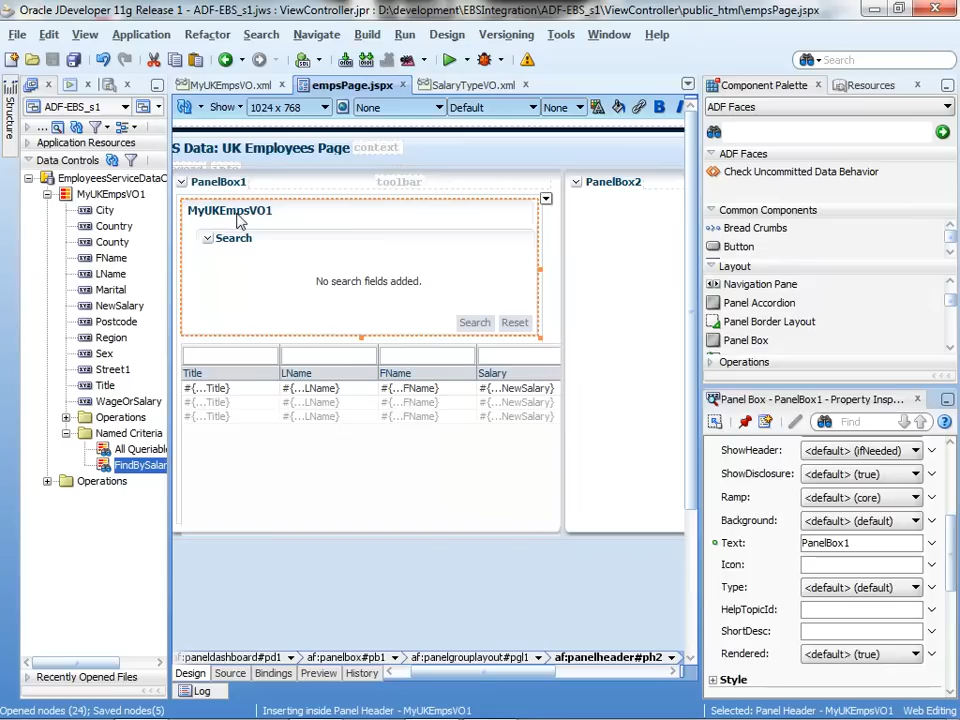 Oracle JDeveloper 11g Release 1 - ADF-EBS_s1.jws : ViewController.jpr : D:\development\EBSIntegration\ADF-EBS_s1\ViewController\public_html\empsPage.jspx
File Edit View Application Refactor Search Navigate Build Run Design Versioning Tools Window Help
Search
MyUKEmpsVO1.xml empsPage.jspx SalaryTypeVO.xml
Component Palette Resources
ADF-EBS_s1
Show 1024 x 768 None Default None B
ADF Faces
Structure
Application Resources
Data Controls
EmployeesServiceDataC
MyUKEmpsVO1
City
Country
County
FName
LName
Marital
NewSalary
Postcode
Region
Sex
Street1
Title
WageOrSalary
Operations
Named Criteria
All Queriabl
FindBySalar
Operations
Recently Opened Files
S Data: UK Employees Page context
PanelBox1 toolbar PanelBox2
MyUKEmpsVO1
Search
No search fields added.
Search Reset
Title LName FName Salary
#{...Title} #{...LName} #{...FName} #{...NewSalary}
#{...Title} #{...LName} #{...FName} #{...NewSalary}
#{...Title} #{...LName} #{...FName} #{...NewSalary}
af:paneldashboard#pd1 af:panelbox#pb1 af:panelgrouplayout#pgl1 af:panelheader#ph2
Design Source Bindings Preview History
Log
ADF Faces
Check Uncommitted Data Behavior
Common Components
Bread Crumbs
Button
Layout
Navigation Pane
Panel Accordion
Panel Border Layout
Panel Box
Operations
Panel Box - PanelBox1 - Property Insp...
Find
ShowHeader: <default> (ifNeeded)
ShowDisclosure: <default> (true)
Ramp: <default> (core)
Background: <default> (default)
Text: PanelBox1
Icon:
Type: <default> (default)
HelpTopicId:
ShortDesc:
Rendered: <default> (true)
Style
Opened nodes (24); Saved nodes(5) Inserting inside Panel Header - MyUKEmpsVO1 Selected: Panel Header - MyUKEmpsVO1 Web Editing